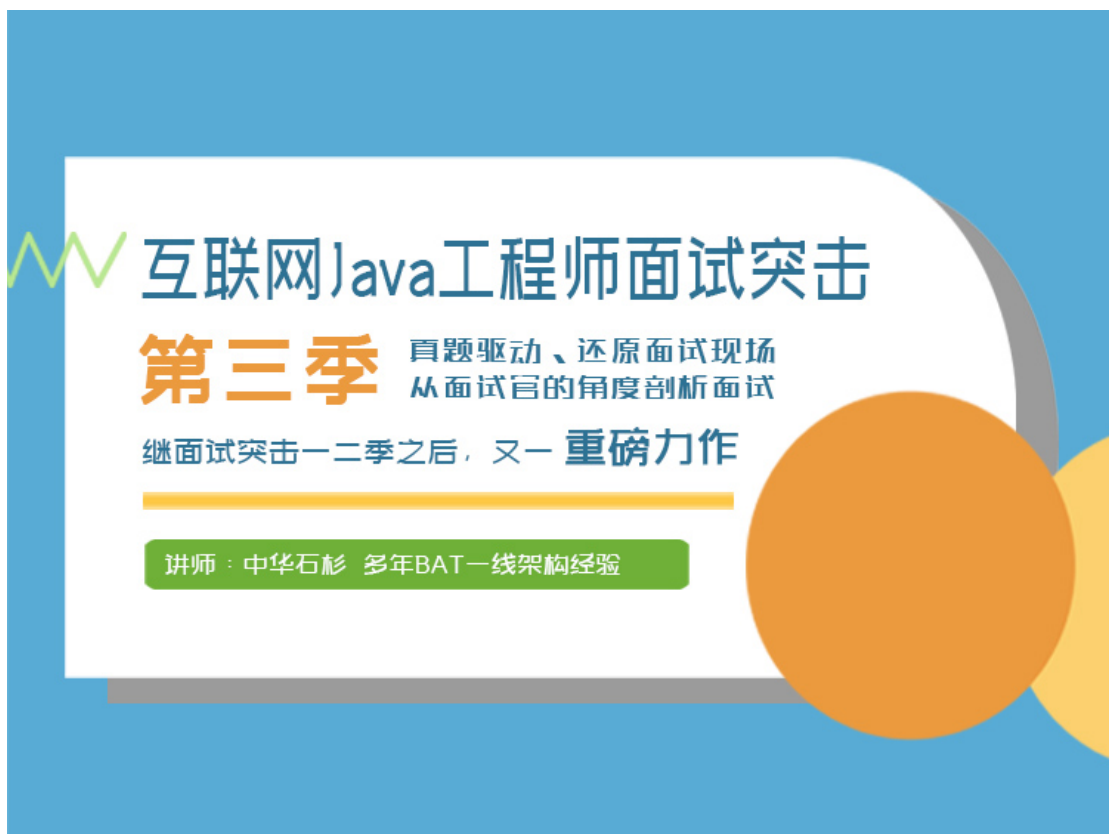 互联网Java工程师面试突击
第三季
真题驱动、还原面试现场
从面试官的角度剖析面试
继面试突击一二季之后，又一 重磅力作
讲师：中华石杉 多年BAT一线架构经验